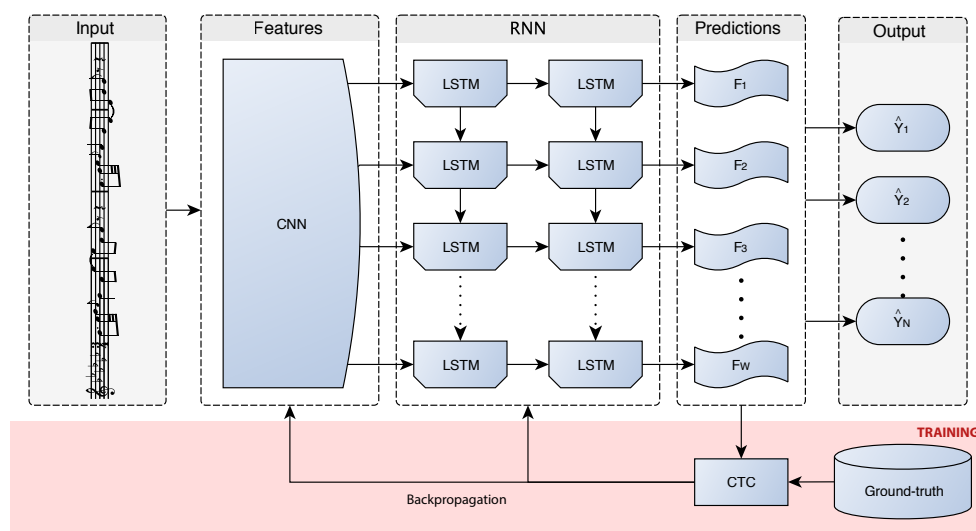 Input
Features
RNN
Predictions
Output
CNN
LSTM
LSTM
F1
LSTM
LSTM
F2
LSTM
LSTM
F3
LSTM
LSTM
FW
Ŷ1
Ŷ2
ŶN
TRAINING
CTC
Ground-truth
Backpropagation